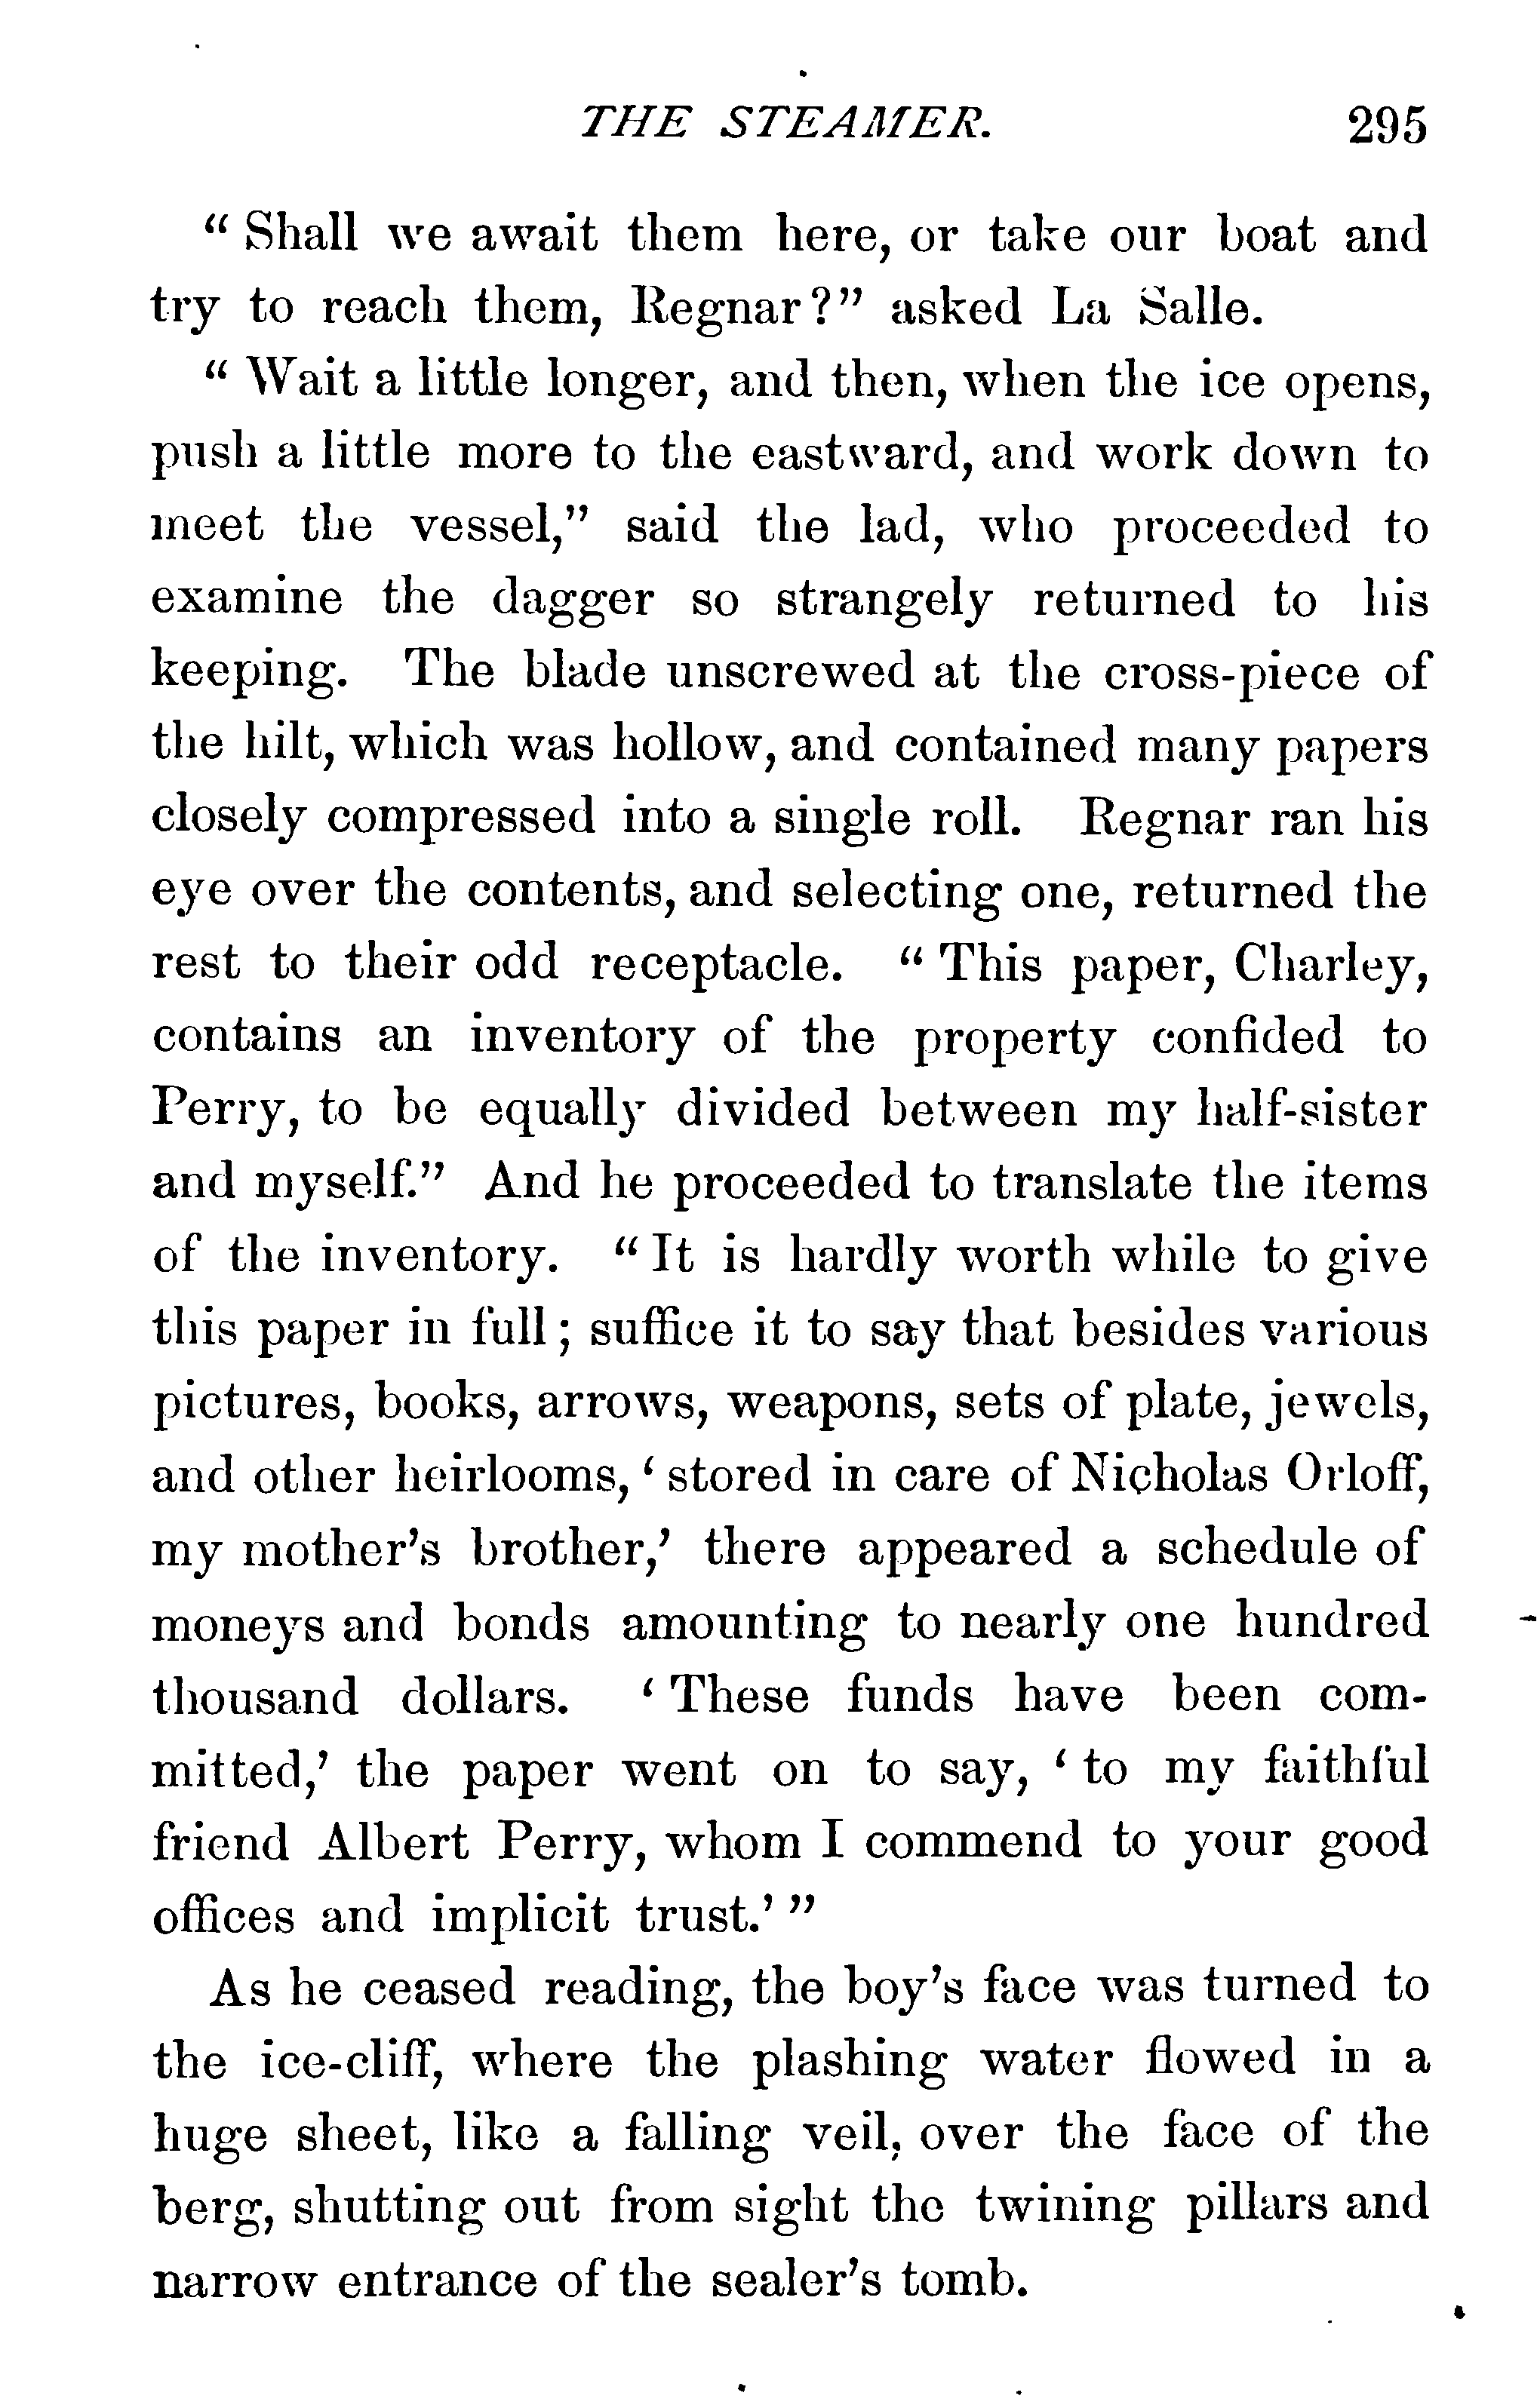 THE STEAMER. 295
“Shall we await them here, or take our boat and
try to reach them, Regnar?” asked La Salle.
“Wait a little longer, and then, when the ice opens,
push a little more to the eastward, and work down to
meet the vessel,” said the lad, who proceeded to
examine the dagger so strangely returned to his
keeping. The blade unscrewed at the cross-piece of
the hilt, which was hollow, and contained many papers
closely compressed into a single roll. Regnar ran his
eye over the contents, and selecting one, returned the
rest to their odd receptacle. “This paper, Charley,
contains an inventory of the property confided to
Perry, to be equally divided between my half-sister
and myself.” And he proceeded to translate the items
of the inventory. “It is hardly worth while to give
this paper in full; suffice it to say that besides various
pictures, books, arrows, weapons, sets of plate, jewels,
and other heirlooms, ‘stored in care of Nicholas Orloff,
my mother’s brother,’ there appeared a schedule of
moneys and bonds amounting to nearly one hundred
thousand dollars. ‘These funds have been com-
mitted,’ the paper went on to say, ‘to my faithful
friend Albert Perry, whom I commend to your good
offices and implicit trust.’”
As he ceased reading, the boy’s face was turned to
the ice-cliff, where the plashing water flowed in a
huge sheet, like a falling veil, over the face of the
berg, shutting out from sight the twining pillars and
narrow entrance of the sealer’s tomb.